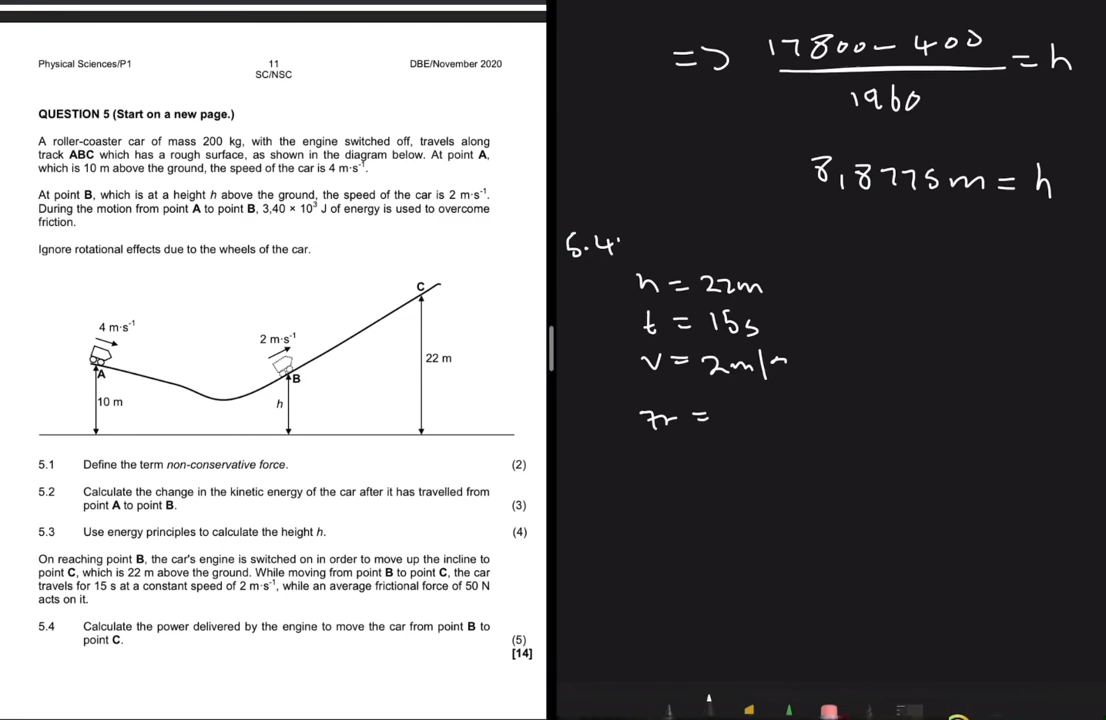 Physical Sciences/P1 11 DBE/November 2020
SC/NSC
QUESTION 5 (Start on a new page.)
A roller-coaster car of mass 200 kg, with the engine switched off, travels along
track ABC which has a rough surface, as shown in the diagram below. At point A,
which is 10 m above the ground, the speed of the car is 4 m·s⁻¹.
At point B, which is at a height h above the ground, the speed of the car is 2 m·s⁻¹.
During the motion from point A to point B, 3,40 × 10³ J of energy is used to overcome
friction.
Ignore rotational effects due to the wheels of the car.
C
4 m·s⁻¹
2 m·s⁻¹
22 m
A
B
10 m
h
5.1 Define the term non-conservative force. (2)
5.2 Calculate the change in the kinetic energy of the car after it has travelled from
point A to point B. (3)
5.3 Use energy principles to calculate the height h. (4)
On reaching point B, the car's engine is switched on in order to move up the incline to
point C, which is 22 m above the ground. While moving from point B to point C, the car
travels for 15 s at a constant speed of 2 m·s⁻¹, while an average frictional force of 50 N
acts on it.
5.4 Calculate the power delivered by the engine to move the car from point B to
point C. (5)
[14]
=> 17800 - 400 = h
1960
8,8775m = h
5.4
h = 22m
t = 15s
v = 2m/
=